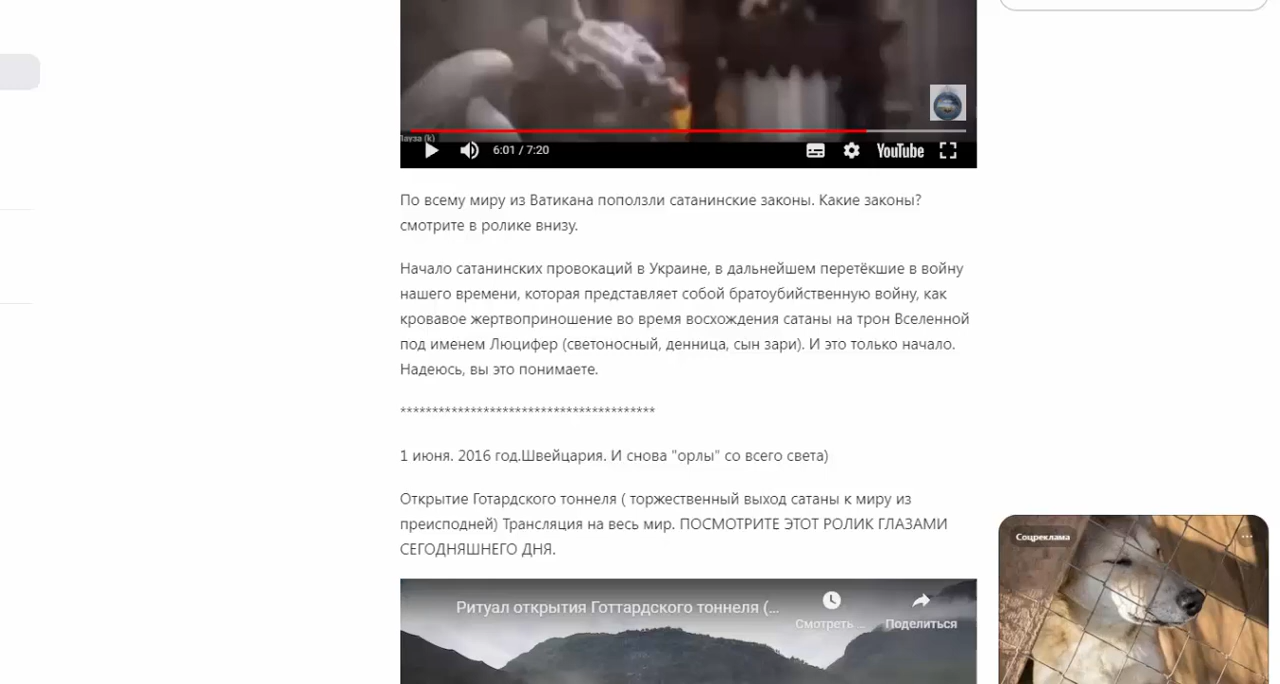 Пауза (k)
6:01 / 7:20
YouTube
По всему миру из Ватикана поползли сатанинские законы. Какие законы?
смотрите в ролике внизу.
Начало сатанинских провокаций в Украине, в дальнейшем перетёкшие в войну
нашего времени, которая представляет собой братоубийственную войну, как
кровавое жертвоприношение во время восхождения сатаны на трон Вселенной
под именем Люцифер (светоносный, денница, сын зари). И это только начало.
Надеюсь, вы это понимаете.
****************************************
1 июня. 2016 год.Швейцария. И снова "орлы" со всего света)
Открытие Готардского тоннеля ( торжественный выход сатаны к миру из
преисподней) Трансляция на весь мир. ПОСМОТРИТЕ ЭТОТ РОЛИК ГЛАЗАМИ
СЕГОДНЯШНЕГО ДНЯ.
Соцреклама
Ритуал открытия Готтардского тоннеля (...
Смотреть ...
Поделиться